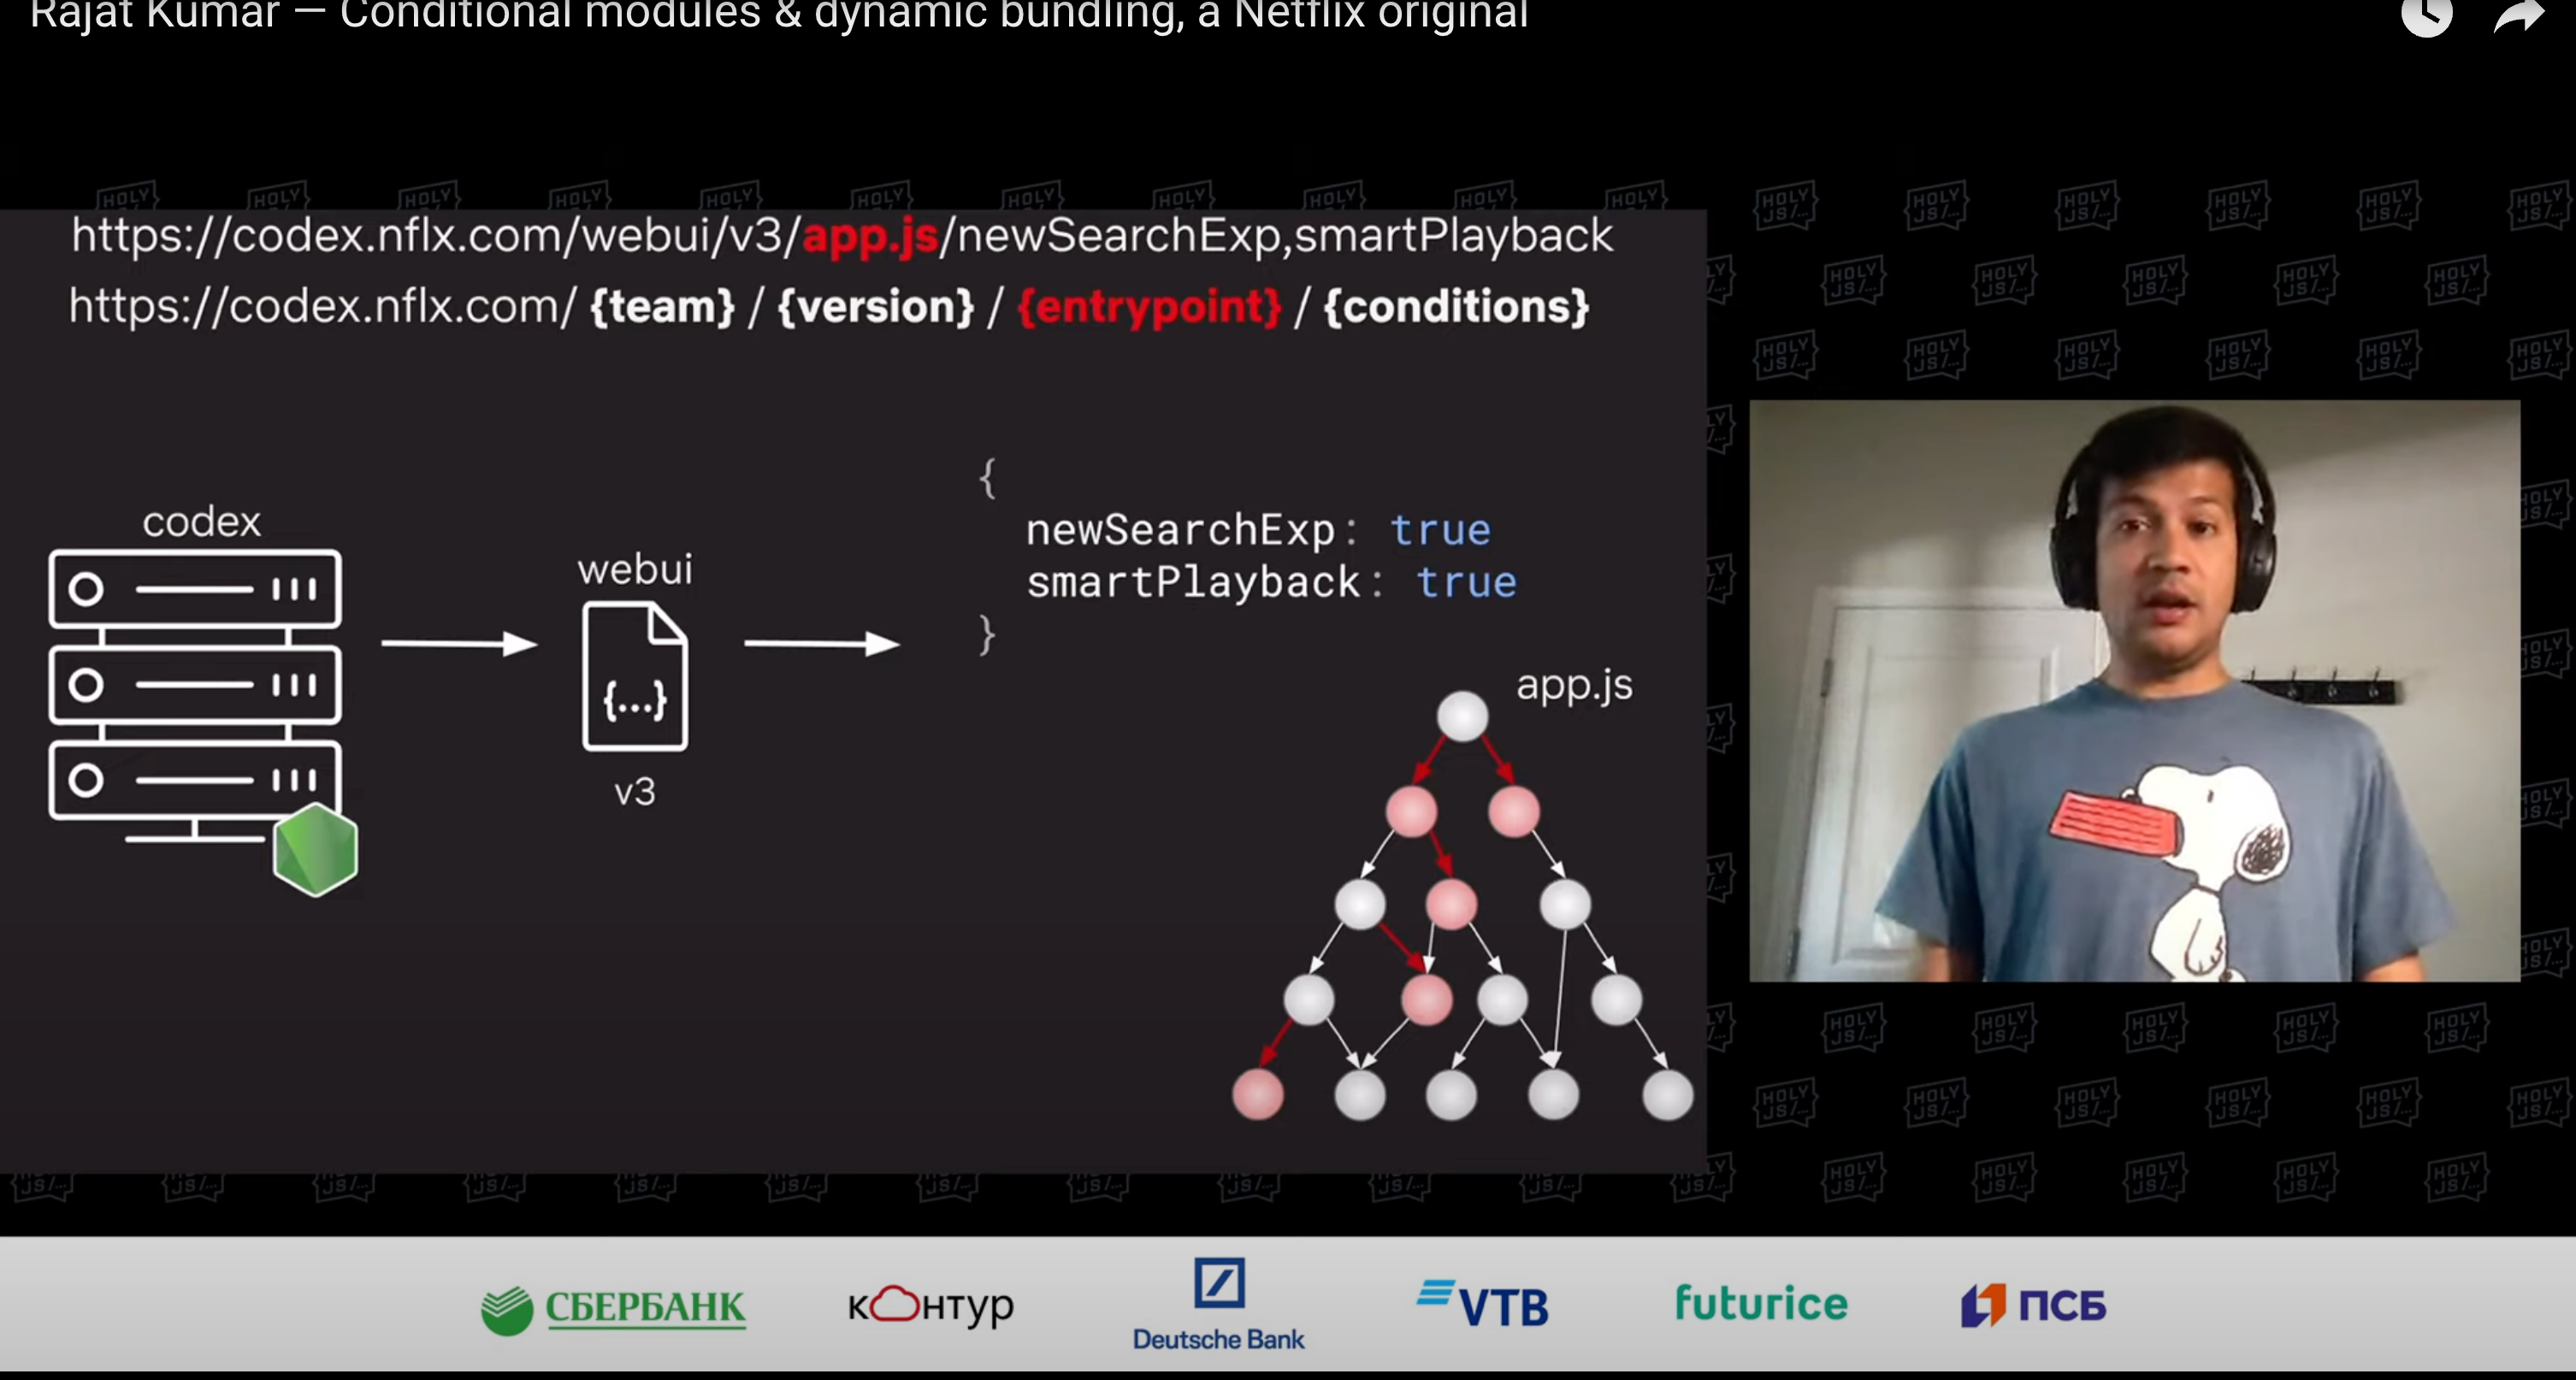 Rajat Kumar — Conditional modules & dynamic bundling, a Netflix original
https://codex.nflx.com/webui/v3/app.js/newSearchExp,smartPlayback
https://codex.nflx.com/ {team} / {version} / {entrypoint} / {conditions}
{
newSearchExp: true
smartPlayback: true
}
codex
webui
{...}
v3
app.js
HOLY
JS/...
СБЕРБАНК
кОнтур
Deutsche Bank
VTB
futurice
ПСБ